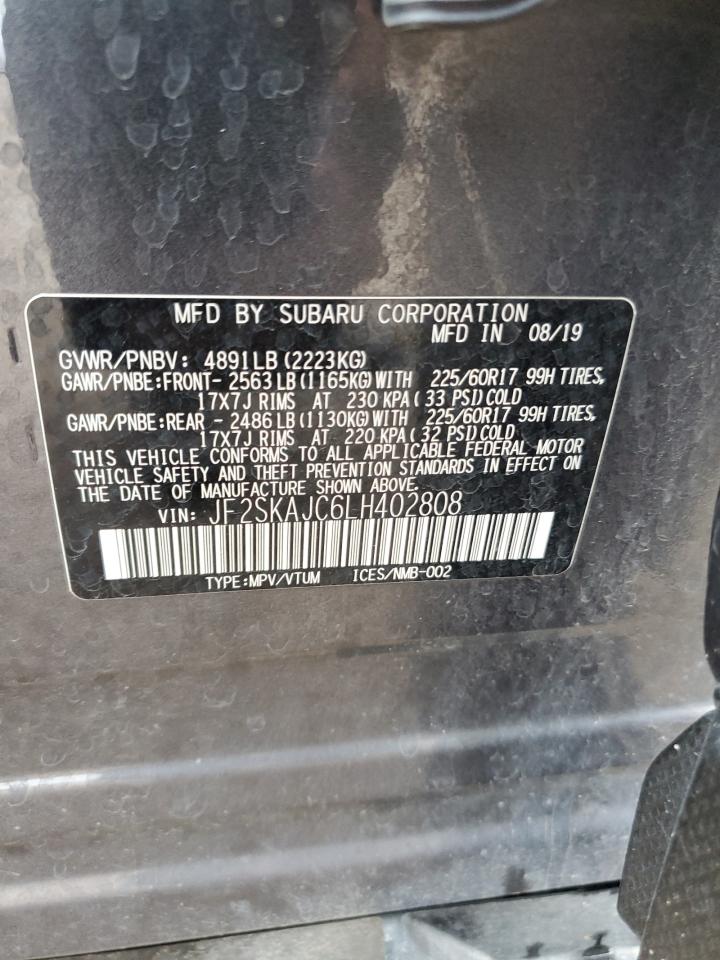 MFD BY SUBARU CORPORATION
MFD IN 08/19
GVWR/PNBV: 4891LB (2223KG)
GAWR/PNBE:FRONT- 2563 LB (1165KG) WITH 225/60R17 99H TIRES,
17X7J RIMS AT 230 KPA ( 33 PSI) COLD
GAWR/PNBE:REAR - 2486 LB (1130KG) WITH 225/60R17 99H TIRES,
17X7J RIMS AT 220 KPA ( 32 PSI) COLD.
THIS VEHICLE CONFORMS TO ALL APPLICABLE FEDERAL MOTOR
VEHICLE SAFETY AND THEFT PREVENTION STANDARDS IN EFFECT ON
THE DATE OF MANUFACTURE SHOWN ABOVE.
VIN: JF2SKAJC6LH402808
TYPE:MPV/VTUM ICES/NMB-002